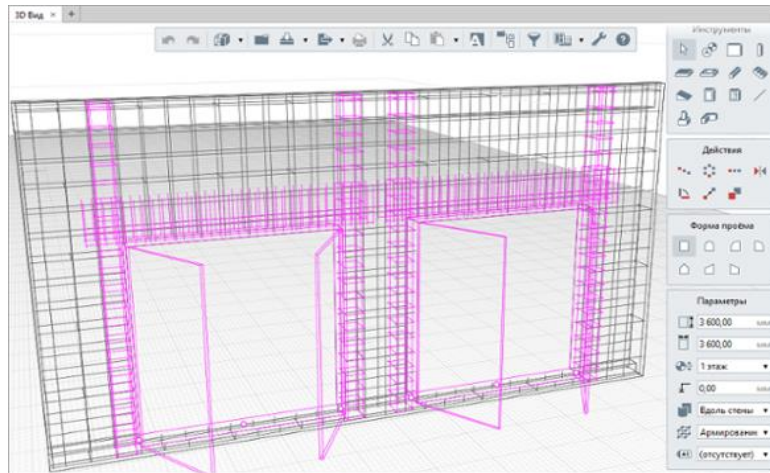 3D Вид
Инструменты
Действия
Форма проёма
Параметры
3 600,00 мм
3 600,00 мм
1 этаж
0,00 мм
Вдоль стены
Армировани
(отсутствует)